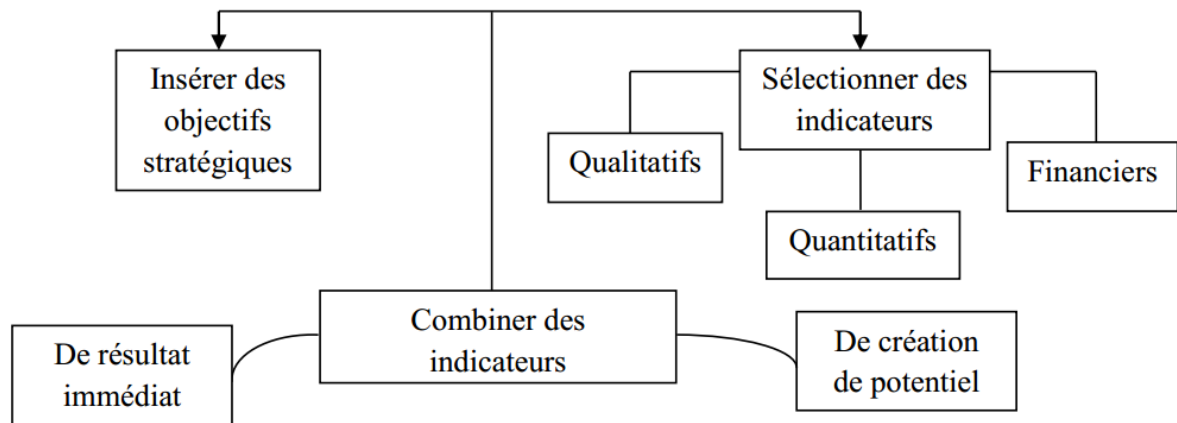 Insérer des
objectifs
stratégiques
Sélectionner des
indicateurs
Qualitatifs
Financiers
Quantitatifs
Combiner des
indicateurs
De résultat
immédiat
De création
de potentiel